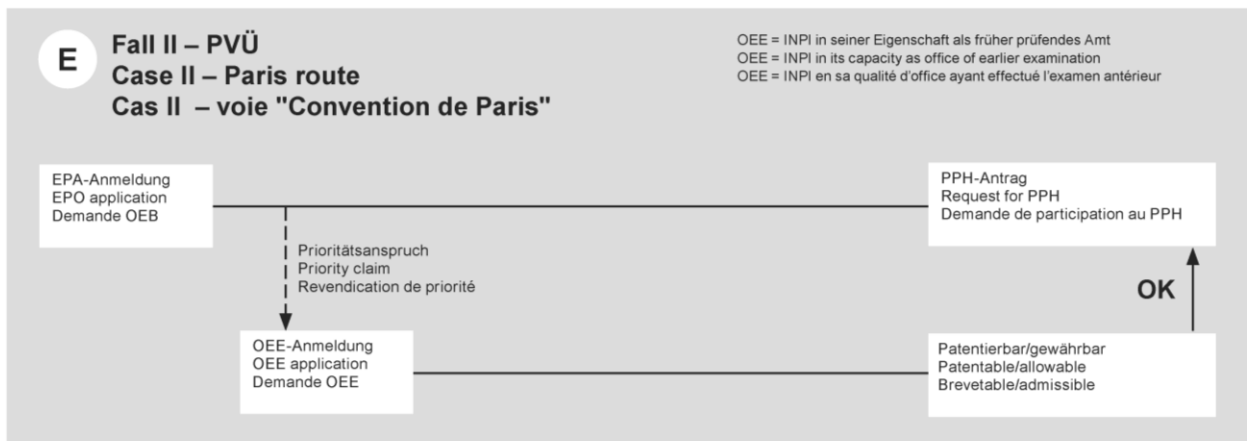 E
Fall II – PVÜ
Case II – Paris route
Cas II – voie "Convention de Paris"
OEE = INPI in seiner Eigenschaft als früher prüfendes Amt
OEE = INPI in its capacity as office of earlier examination
OEE = INPI en sa qualité d'office ayant effectué l'examen antérieur
EPA-Anmeldung
EPO application
Demande OEB
PPH-Antrag
Request for PPH
Demande de participation au PPH
Prioritätsanspruch
Priority claim
Revendication de priorité
OK
OEE-Anmeldung
OEE application
Demande OEE
Patentierbar/gewährbar
Patentable/allowable
Brevetable/admissible